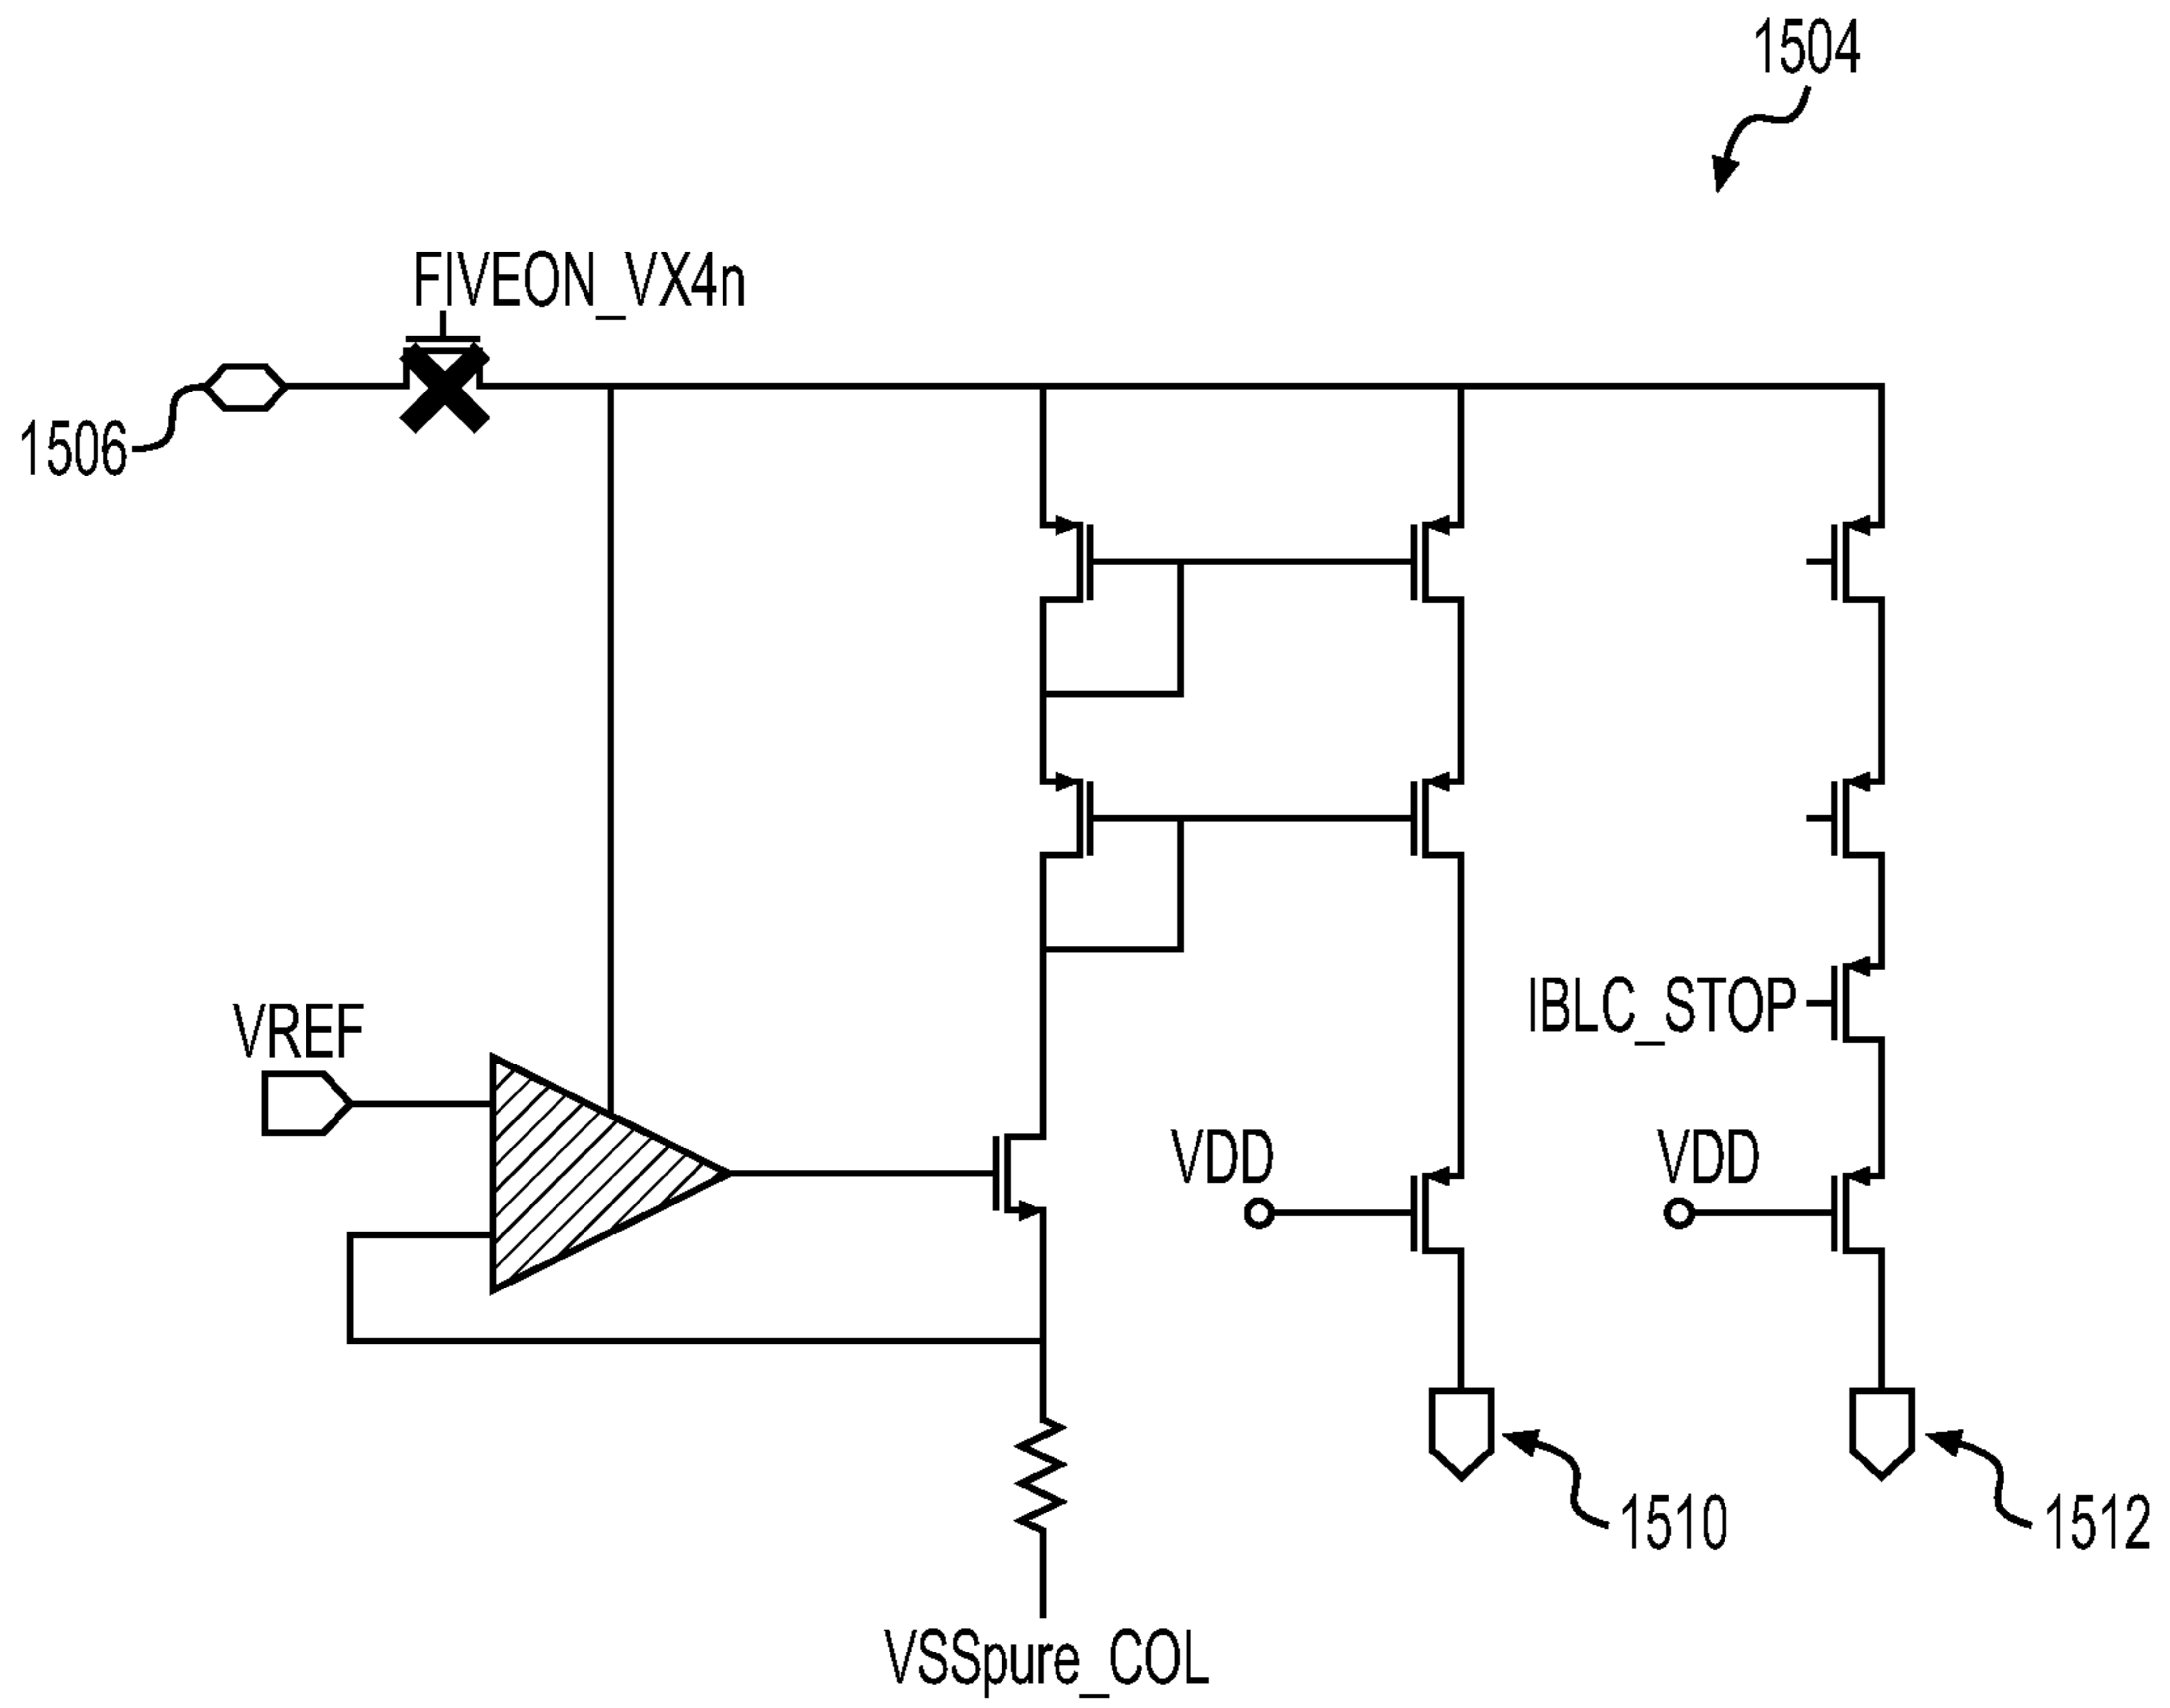 1504
FIVEON_VX4n
1506
IBLC_STOP
VREF
VDD
VDD
1510
1512
VSSpure_COL